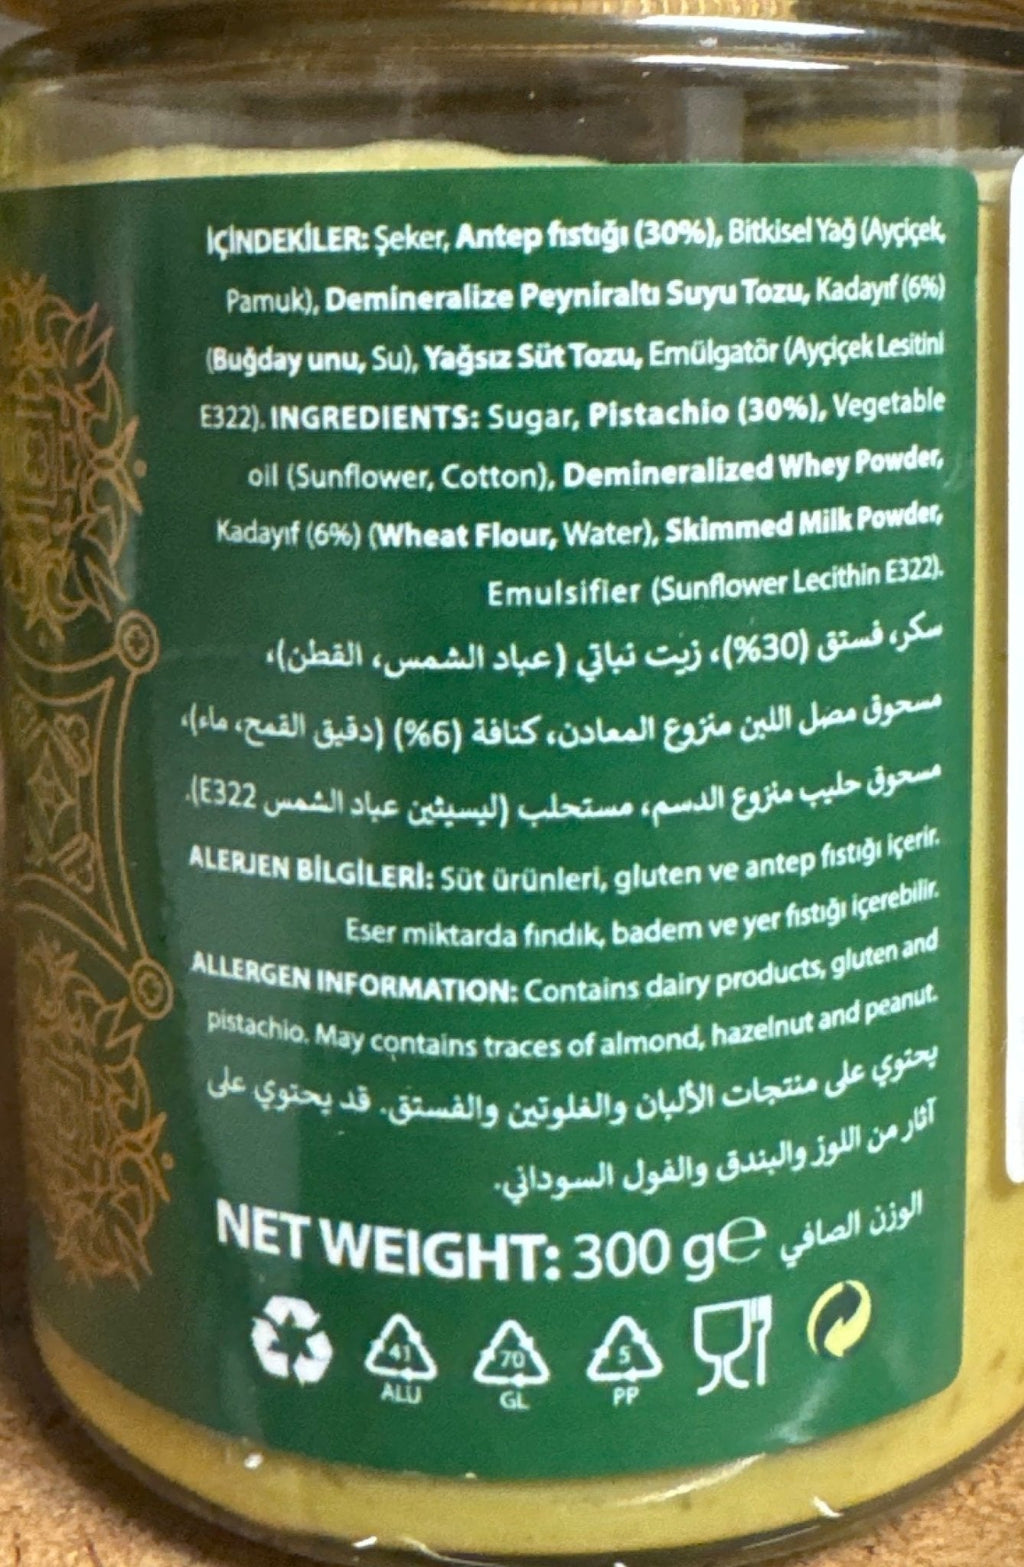 İÇİNDEKİLER: Şeker, Antep fıstığı (30%), Bitkisel Yağ (Ayçiçek,
Pamuk), Demineralize Peyniraltı Suyu Tozu, Kadayıf (6%)
(Buğday unu, Su), Yağsız Süt Tozu, Emülgatör (Ayçiçek Lesitini
E322). INGREDIENTS: Sugar, Pistachio (30%), Vegetable
oil (Sunflower, Cotton), Demineralized Whey Powder,
Kadayıf (6%) (Wheat Flour, Water), Skimmed Milk Powder,
Emulsifier (Sunflower Lecithin E322).
سكر، فستق (30%)، زيت نباتي (عباد الشمس، القطن)،
مسحوق مصل اللبن منزوع المعادن، كنافة (6%) (دقيق القمح، ماء)،
مسحوق حليب منزوع الدسم، مستحلب (ليسيثين عباد الشمس E322).
ALERJEN BİLGİLERİ: Süt ürünleri, gluten ve antep fıstığı içerir.
Eser miktarda fındık, badem ve yer fıstığı içerebilir.
ALLERGEN INFORMATION: Contains dairy products, gluten and
pistachio. May contains traces of almond, hazelnut and peanut.
يحتوي على منتجات الألبان والغلوتين والفستق. قد يحتوي على
آثار من اللوز والبندق والفول السوداني.
NET WEIGHT: 300 g℮ الوزن الصافي
41 70 5
ALU GL PP